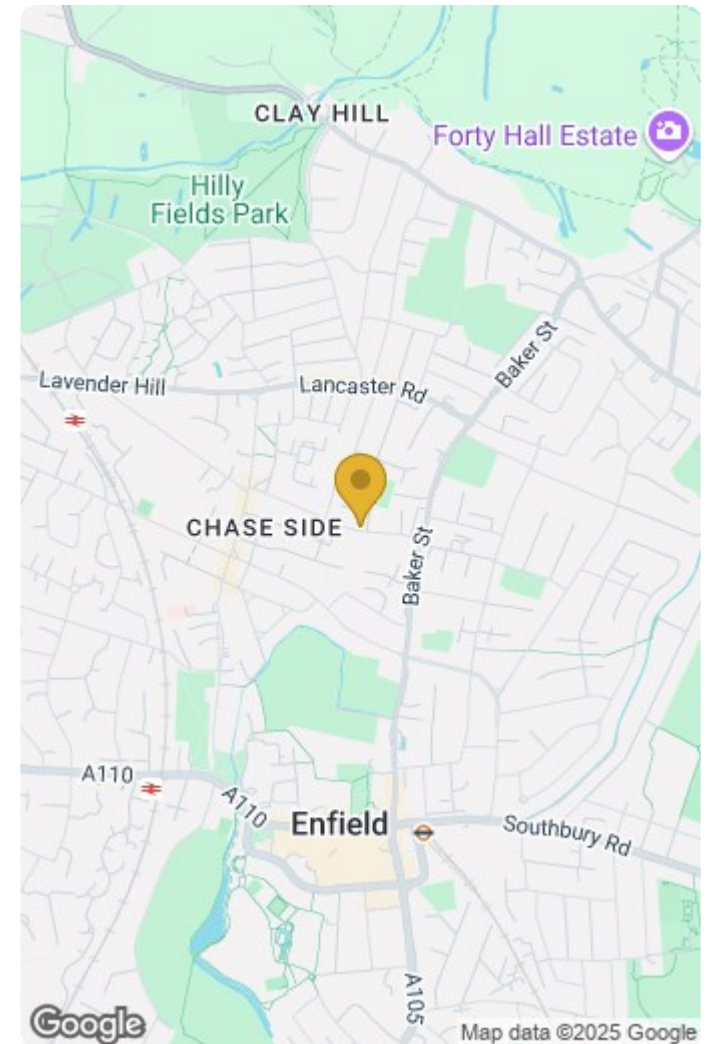 CLAY HILL
Forty Hall Estate
Hilly
Fields Park
Baker St
Lavender Hill
Lancaster Rd
CHASE SIDE
Baker St
A110
A110
Enfield
Southbury Rd
A105
Google
Map data ©2025 Google